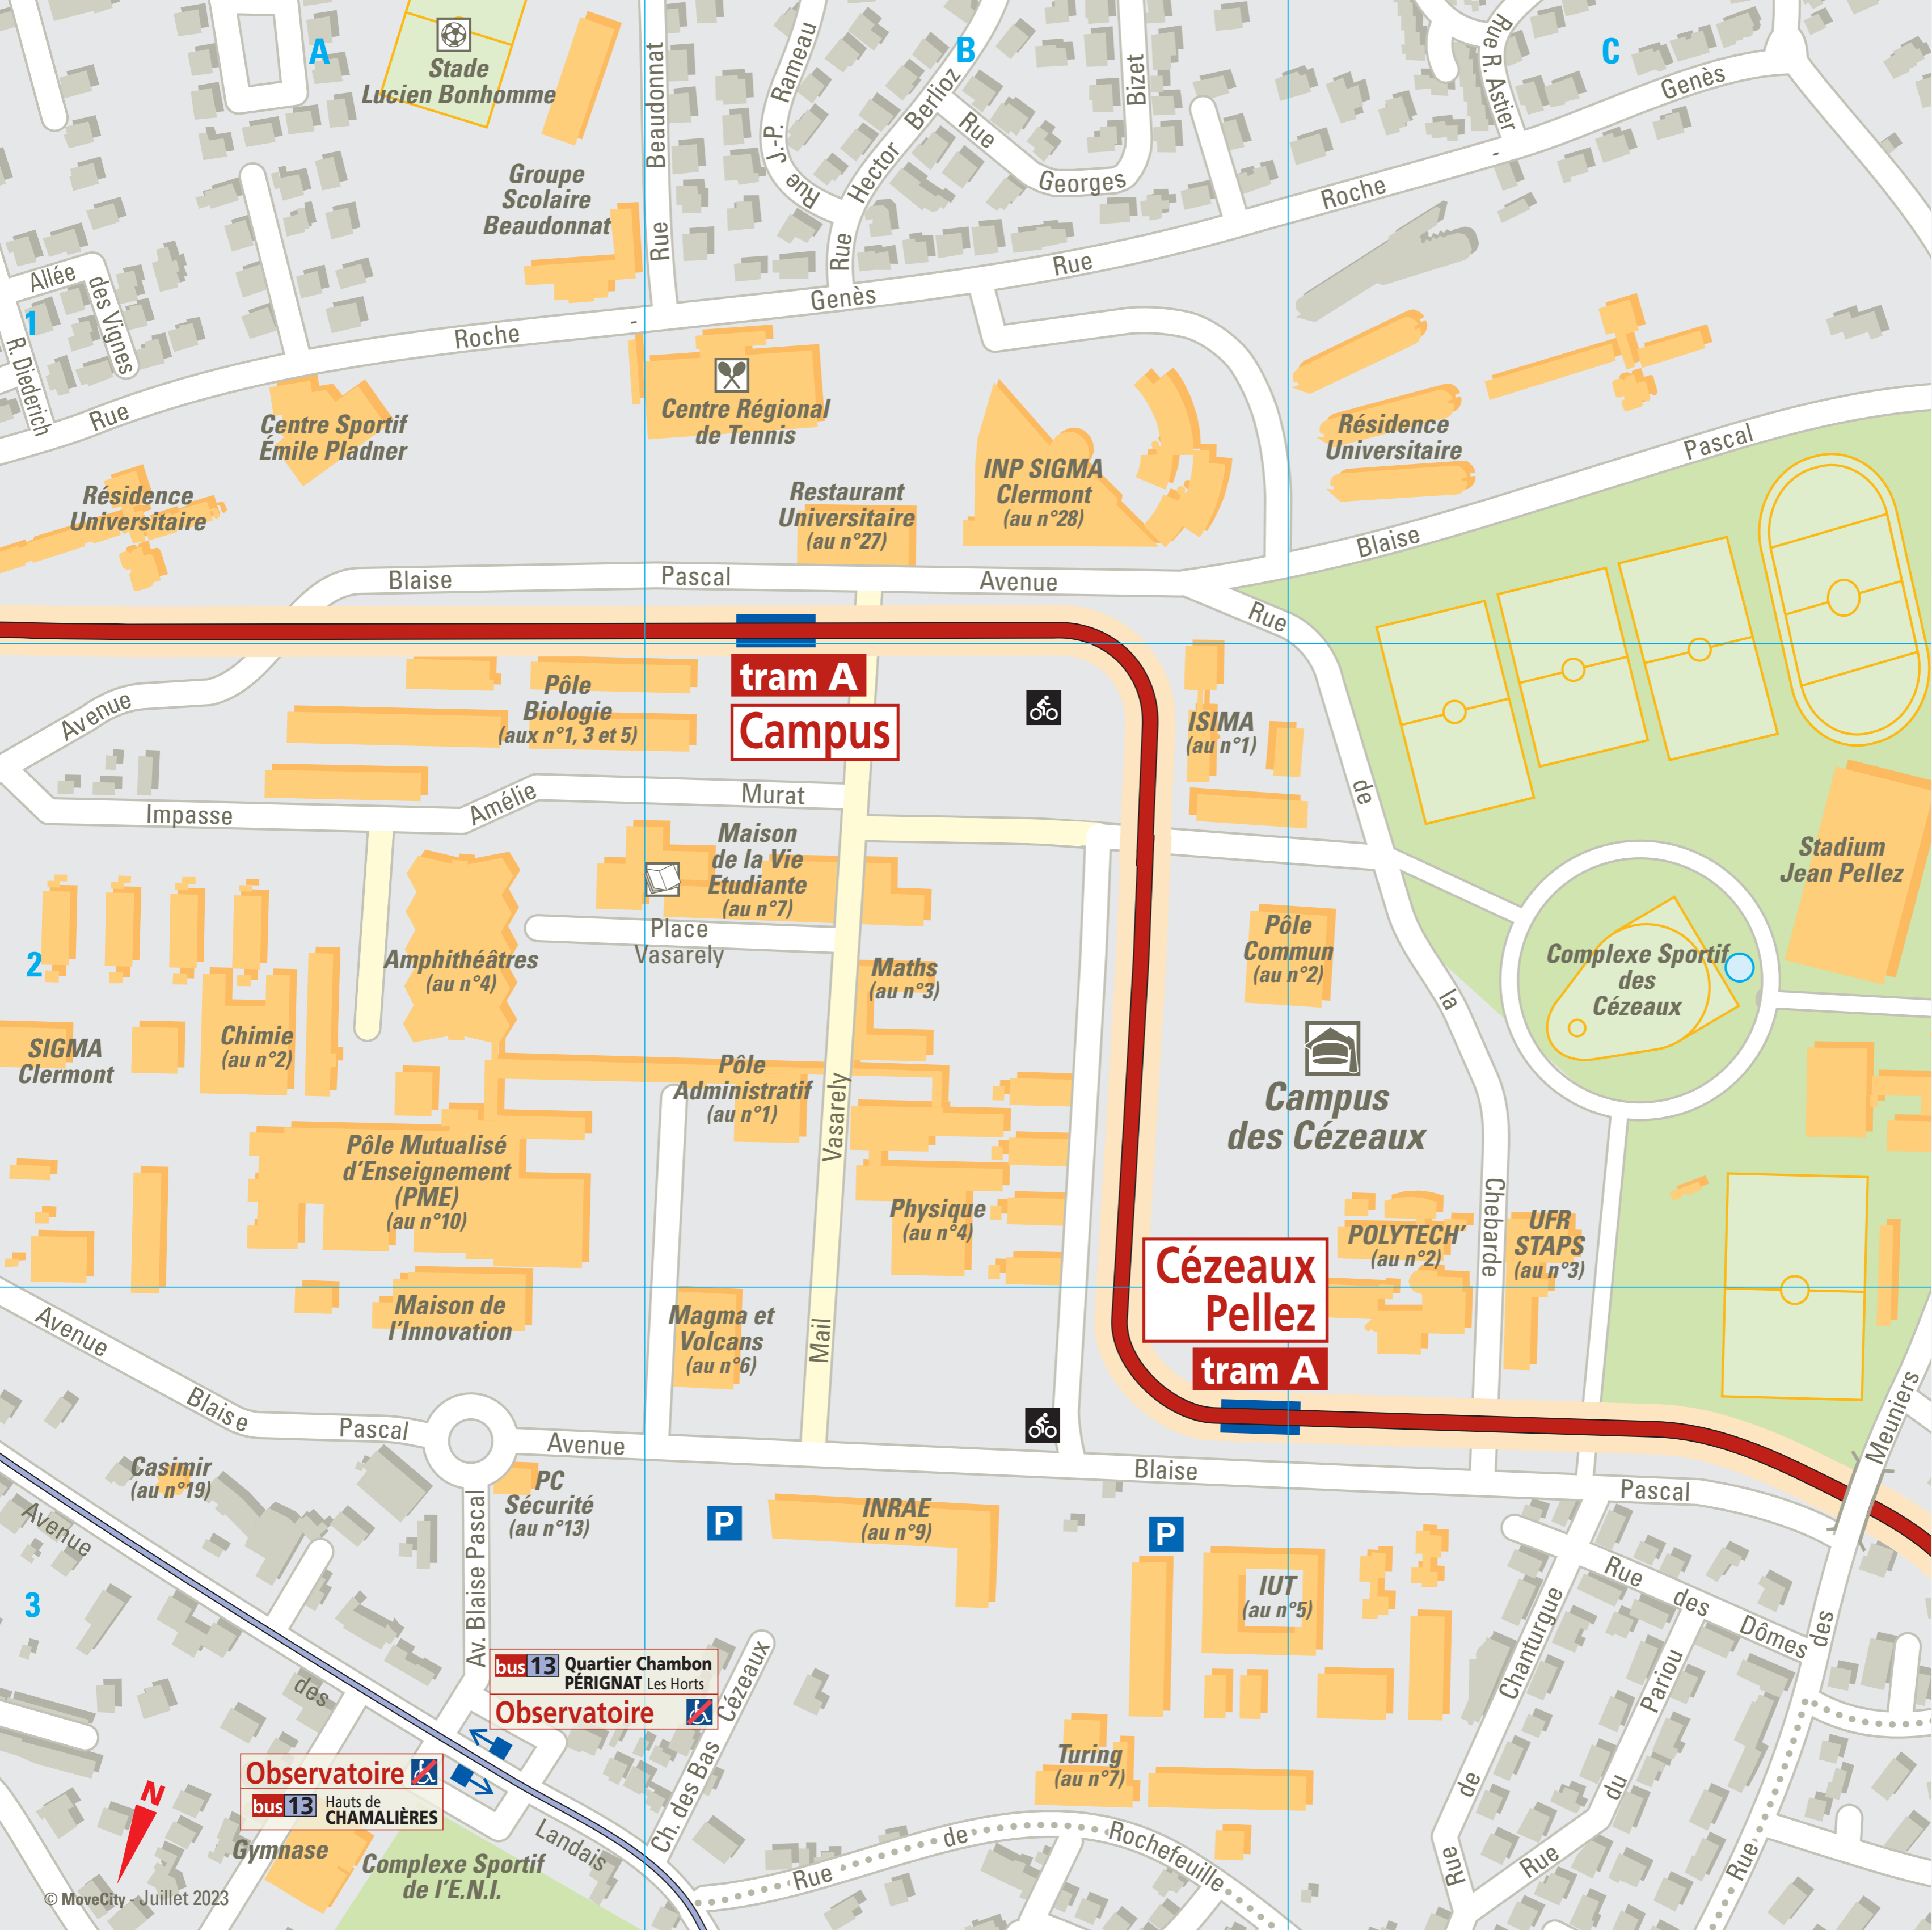 A
B
C
Stade
Lucien Bonhomme
Groupe
Scolaire
Beaudonnat
Rue
Beaudonnat
Rue J.-P. Rameau
Rue
Hector Berlioz
Rue
Georges
Bizet
Rue R. Astier
Rue
Roche
-
Genès
Rue
Roche
-
Genès
Allée
des Vignes
R. Diederich
1
Centre Sportif
Émile Pladner
Centre Régional
de Tennis
INP SIGMA
Clermont
(au n°28)
Résidence
Universitaire
Résidence
Universitaire
Restaurant
Universitaire
(au n°27)
Avenue
Blaise
Pascal
Avenue
Blaise
Pascal
Rue
de
la
Chebarde
tram A
Campus
Pôle
Biologie
(aux n°1, 3 et 5)
ISIMA
(au n°1)
Impasse
Amélie
Murat
Maison
de la Vie
Etudiante
(au n°7)
Place
Vasarely
Stadium
Jean Pellez
2
Amphithéâtres
(au n°4)
Maths
(au n°3)
Pôle
Commun
(au n°2)
Complexe Sportif
des
Cézeaux
SIGMA
Clermont
Chimie
(au n°2)
Pôle
Administratif
(au n°1)
Mail
Vasarely
Campus
des Cézeaux
Pôle Mutualisé
d'Enseignement
(PME)
(au n°10)
Physique
(au n°4)
POLYTECH'
(au n°2)
UFR
STAPS
(au n°3)
Cézeaux
Pellez
tram A
Maison de
l'Innovation
Magma et
Volcans
(au n°6)
Avenue
Blaise
Pascal
Avenue
Blaise
Pascal
Rue
des
Meuniers
Casimir
(au n°19)
PC
Sécurité
(au n°13)
P
INRAE
(au n°9)
P
IUT
(au n°5)
3
Avenue
des
Landais
Av. Blaise Pascal
Rue
des
Dômes
Rue
de
Chanturgue
Rue
du
Pariou
bus 13 Quartier Chambon
PÉRIGNAT Les Horts
Observatoire
Ch. des Bas Cézeaux
Turing
(au n°7)
Observatoire
bus 13 Hauts de
CHAMALIÈRES
N
Gymnase
Complexe Sportif
de l'E.N.I.
Rue
de
Rochefeuille
© MoveCity - Juillet 2023